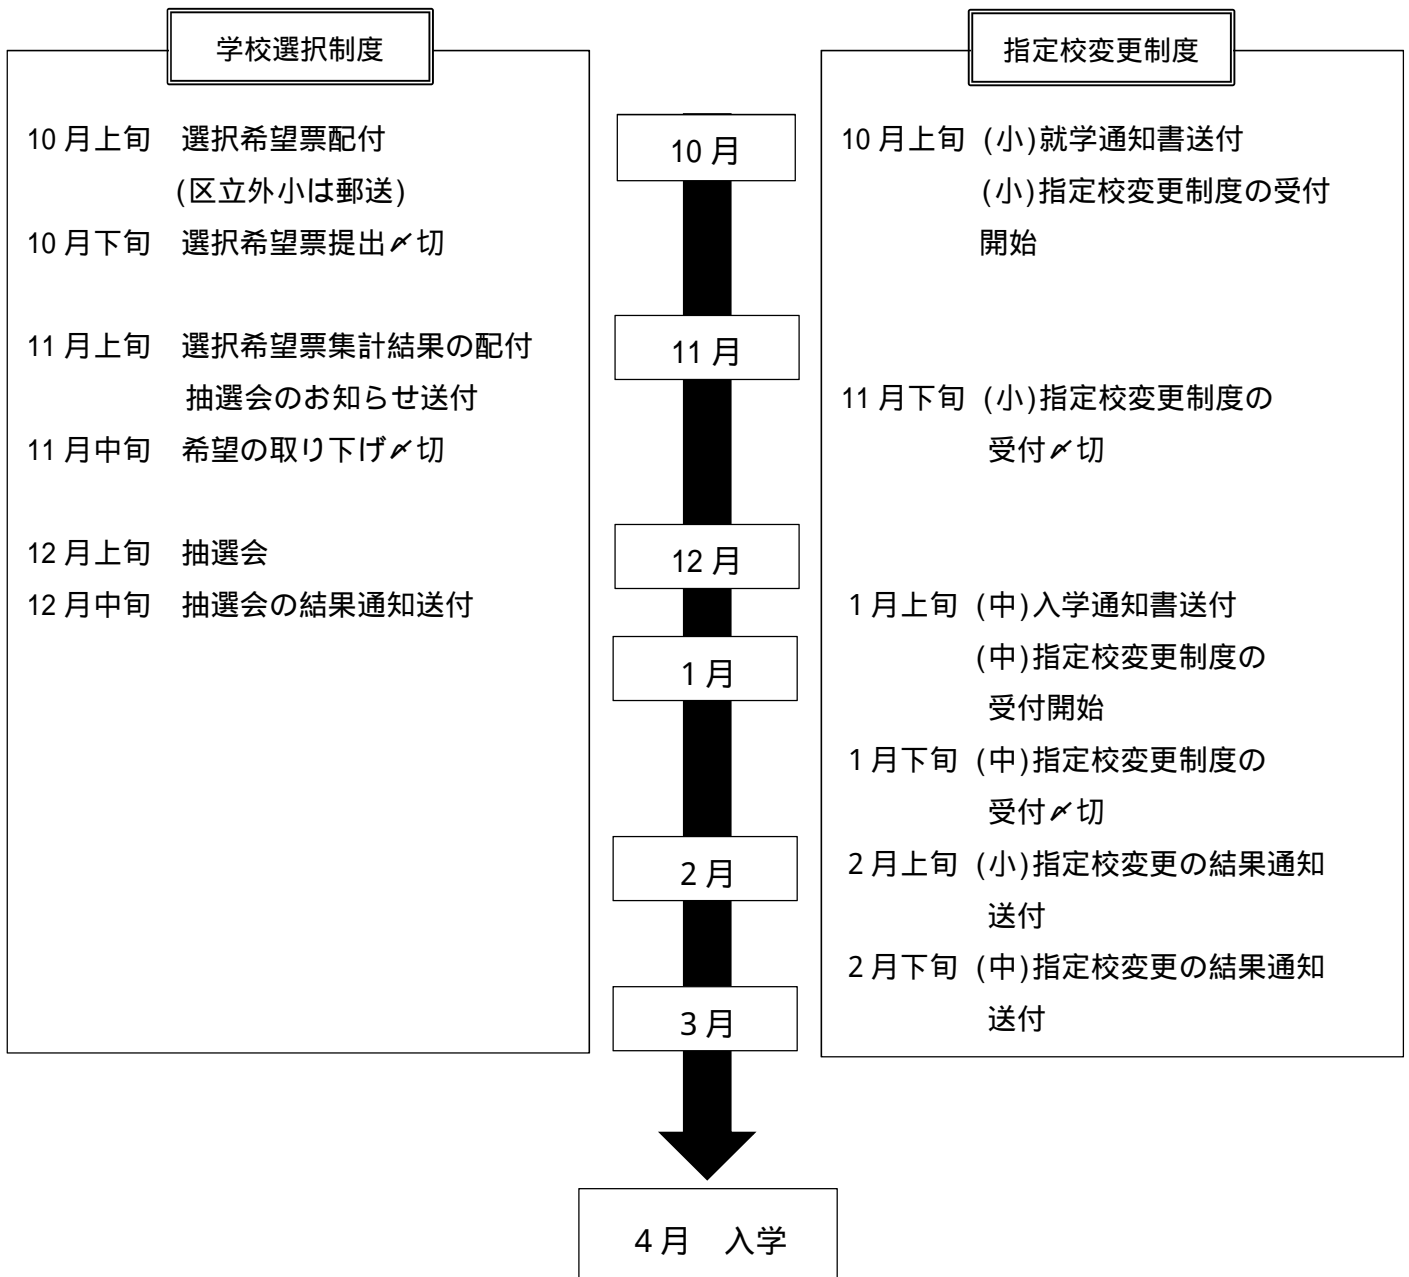 学校選択制度
10月上旬 選択希望票配付
(区立外小は郵送)
10月下旬 選択希望票提出〆切
11月上旬 選択希望票集計結果の配付
抽選会のお知らせ送付
11月中旬 希望の取り下げ〆切
12月上旬 抽選会
12月中旬 抽選会の結果通知送付
10月
11月
12月
1月
2月
3月
4月 入学
指定校変更制度
10月上旬 (小)就学通知書送付
(小)指定校変更制度の受付
開始
11月下旬 (小)指定校変更制度の
受付〆切
1月上旬 (中)入学通知書送付
(中)指定校変更制度の
受付開始
1月下旬 (中)指定校変更制度の
受付〆切
2月上旬 (小)指定校変更の結果通知
送付
2月下旬 (中)指定校変更の結果通知
送付